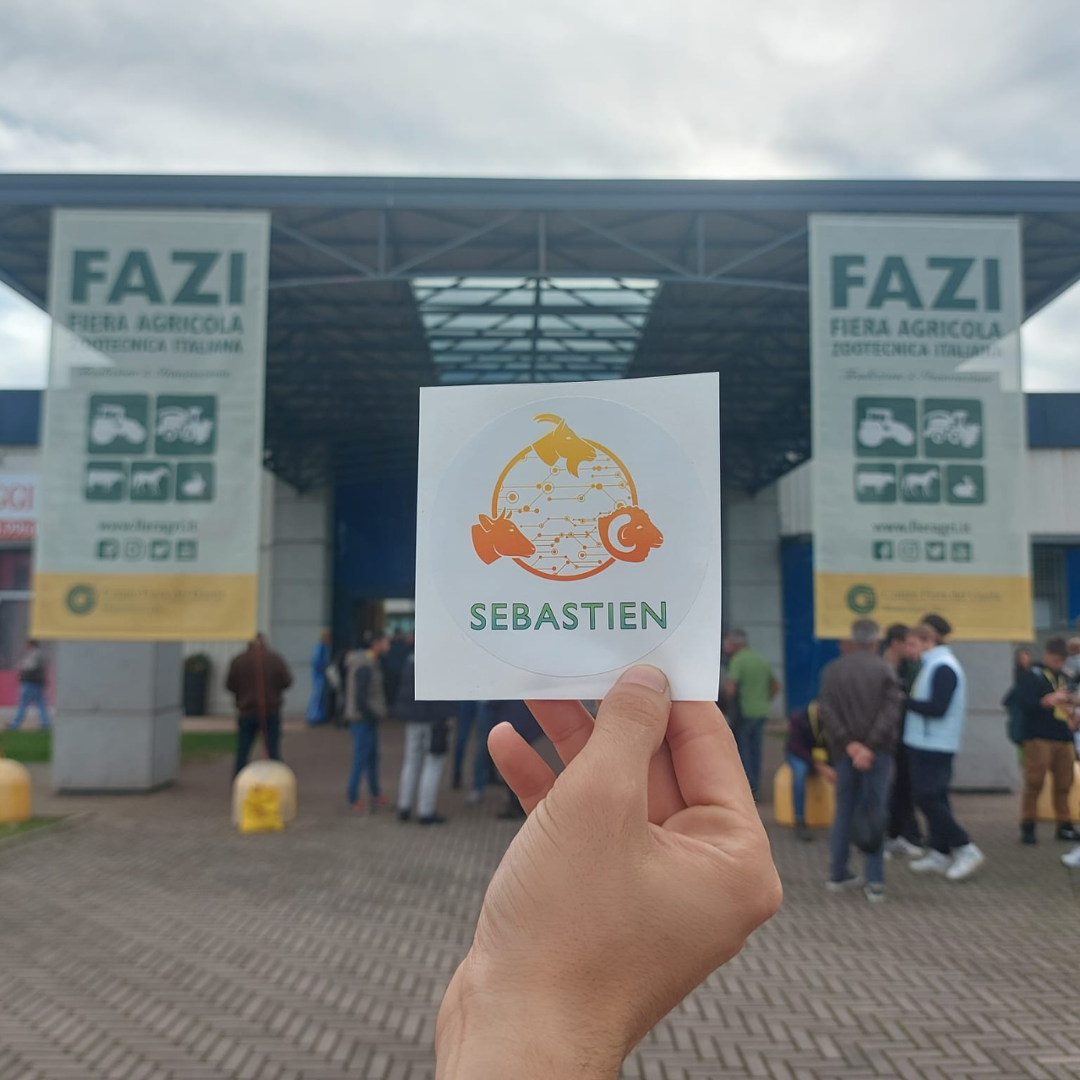 FAZI
FIERA AGRICOLA
ZOOTECNICA ITALIANA
www.fieragri.it
FAZI
FIERA AGRICOLA
ZOOTECNICA ITALIANA
www.fieragri.it
SEBASTIEN